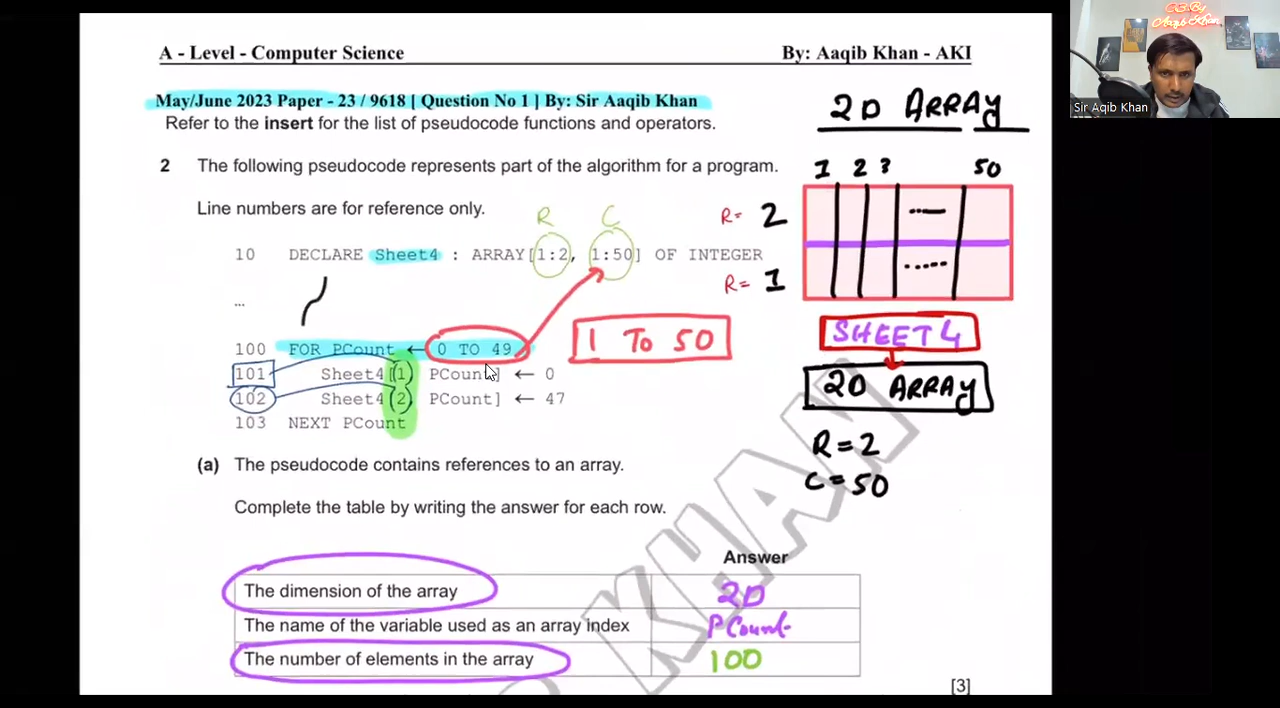 A - Level - Computer Science
By: Aaqib Khan - AKI
May/June 2023 Paper - 23 / 9618 [ Question No 1 ] By: Sir Aaqib Khan
Refer to the insert for the list of pseudocode functions and operators.
2 The following pseudocode represents part of the algorithm for a program.
Line numbers are for reference only.
R C
10 DECLARE Sheet4 : ARRAY[1:2, 1:50] OF INTEGER
...
100 FOR PCount ← 0 TO 49
1 TO 50
101 Sheet4[1, PCount] ← 0
102 Sheet4[2, PCount] ← 47
103 NEXT PCount
(a) The pseudocode contains references to an array.
Complete the table by writing the answer for each row.
Answer
The dimension of the array 2D
The name of the variable used as an array index PCount
The number of elements in the array 100
[3]
2D ARRAY
1 2 3 50
R= 2
R= 1
SHEET4
2D ARRAY
R=2
C=50
KHAN
C3.By
Aaqib Khan
Sir Aqib Khan